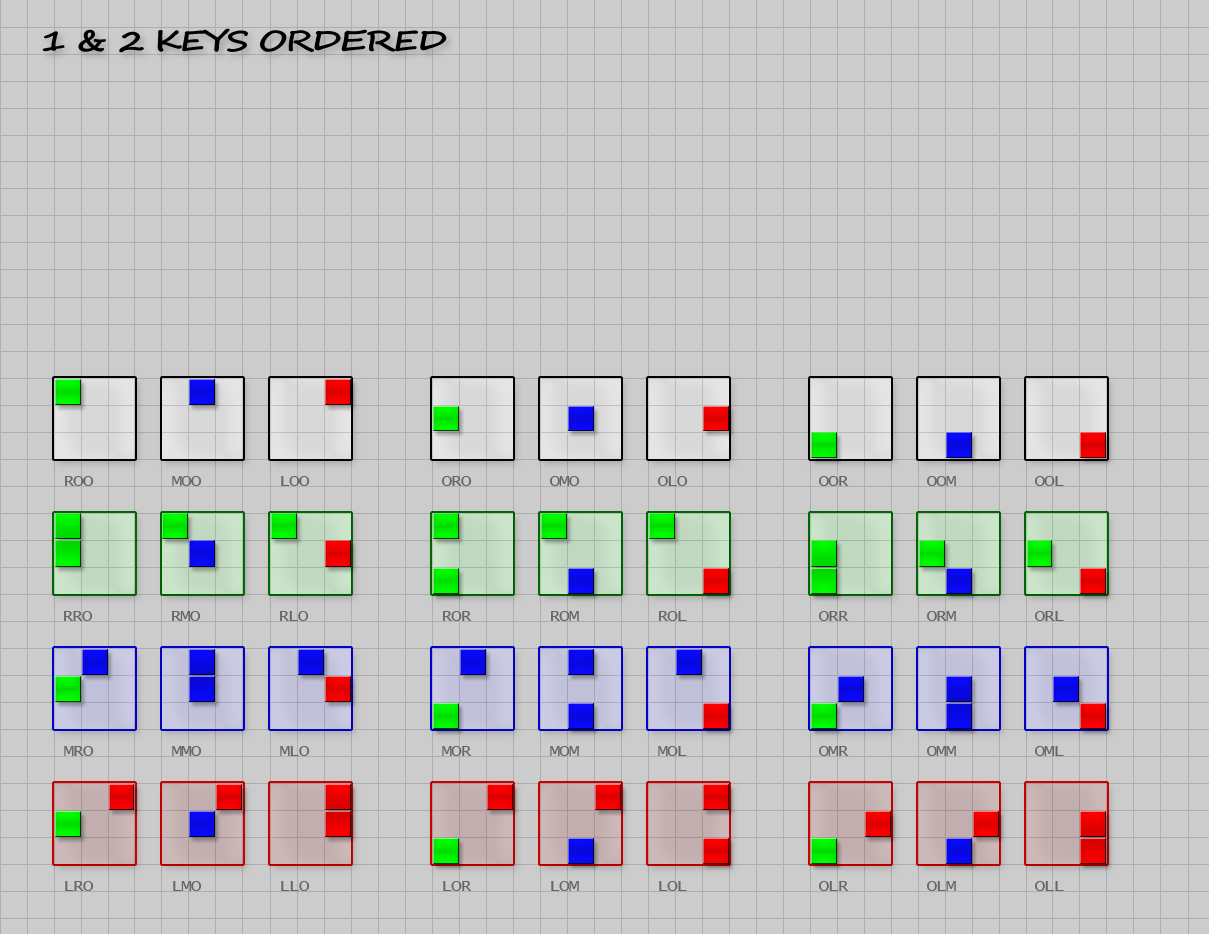 1 & 2 KEYS ORDERED
ROO MOO LOO ORO OMO OLO OOR OOM OOL
RRO RMO RLO ROR ROM ROL ORR ORM ORL
MRO MMO MLO MOR MOM MOL OMR OMM OML
LRO LMO LLO LOR LOM LOL OLR OLM OLL